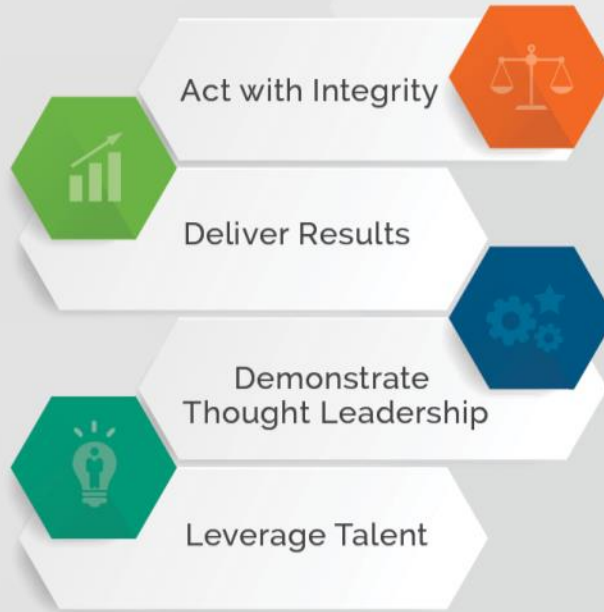 Act with Integrity
Deliver Results
Demonstrate
Thought Leadership
Leverage Talent